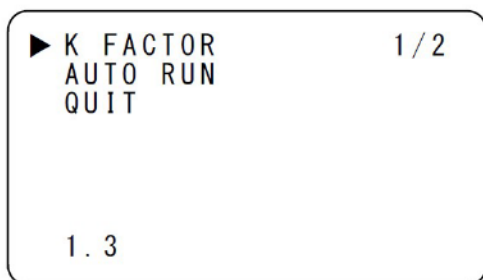 ▶ K FACTOR 1/2
AUTO RUN
QUIT
1.3